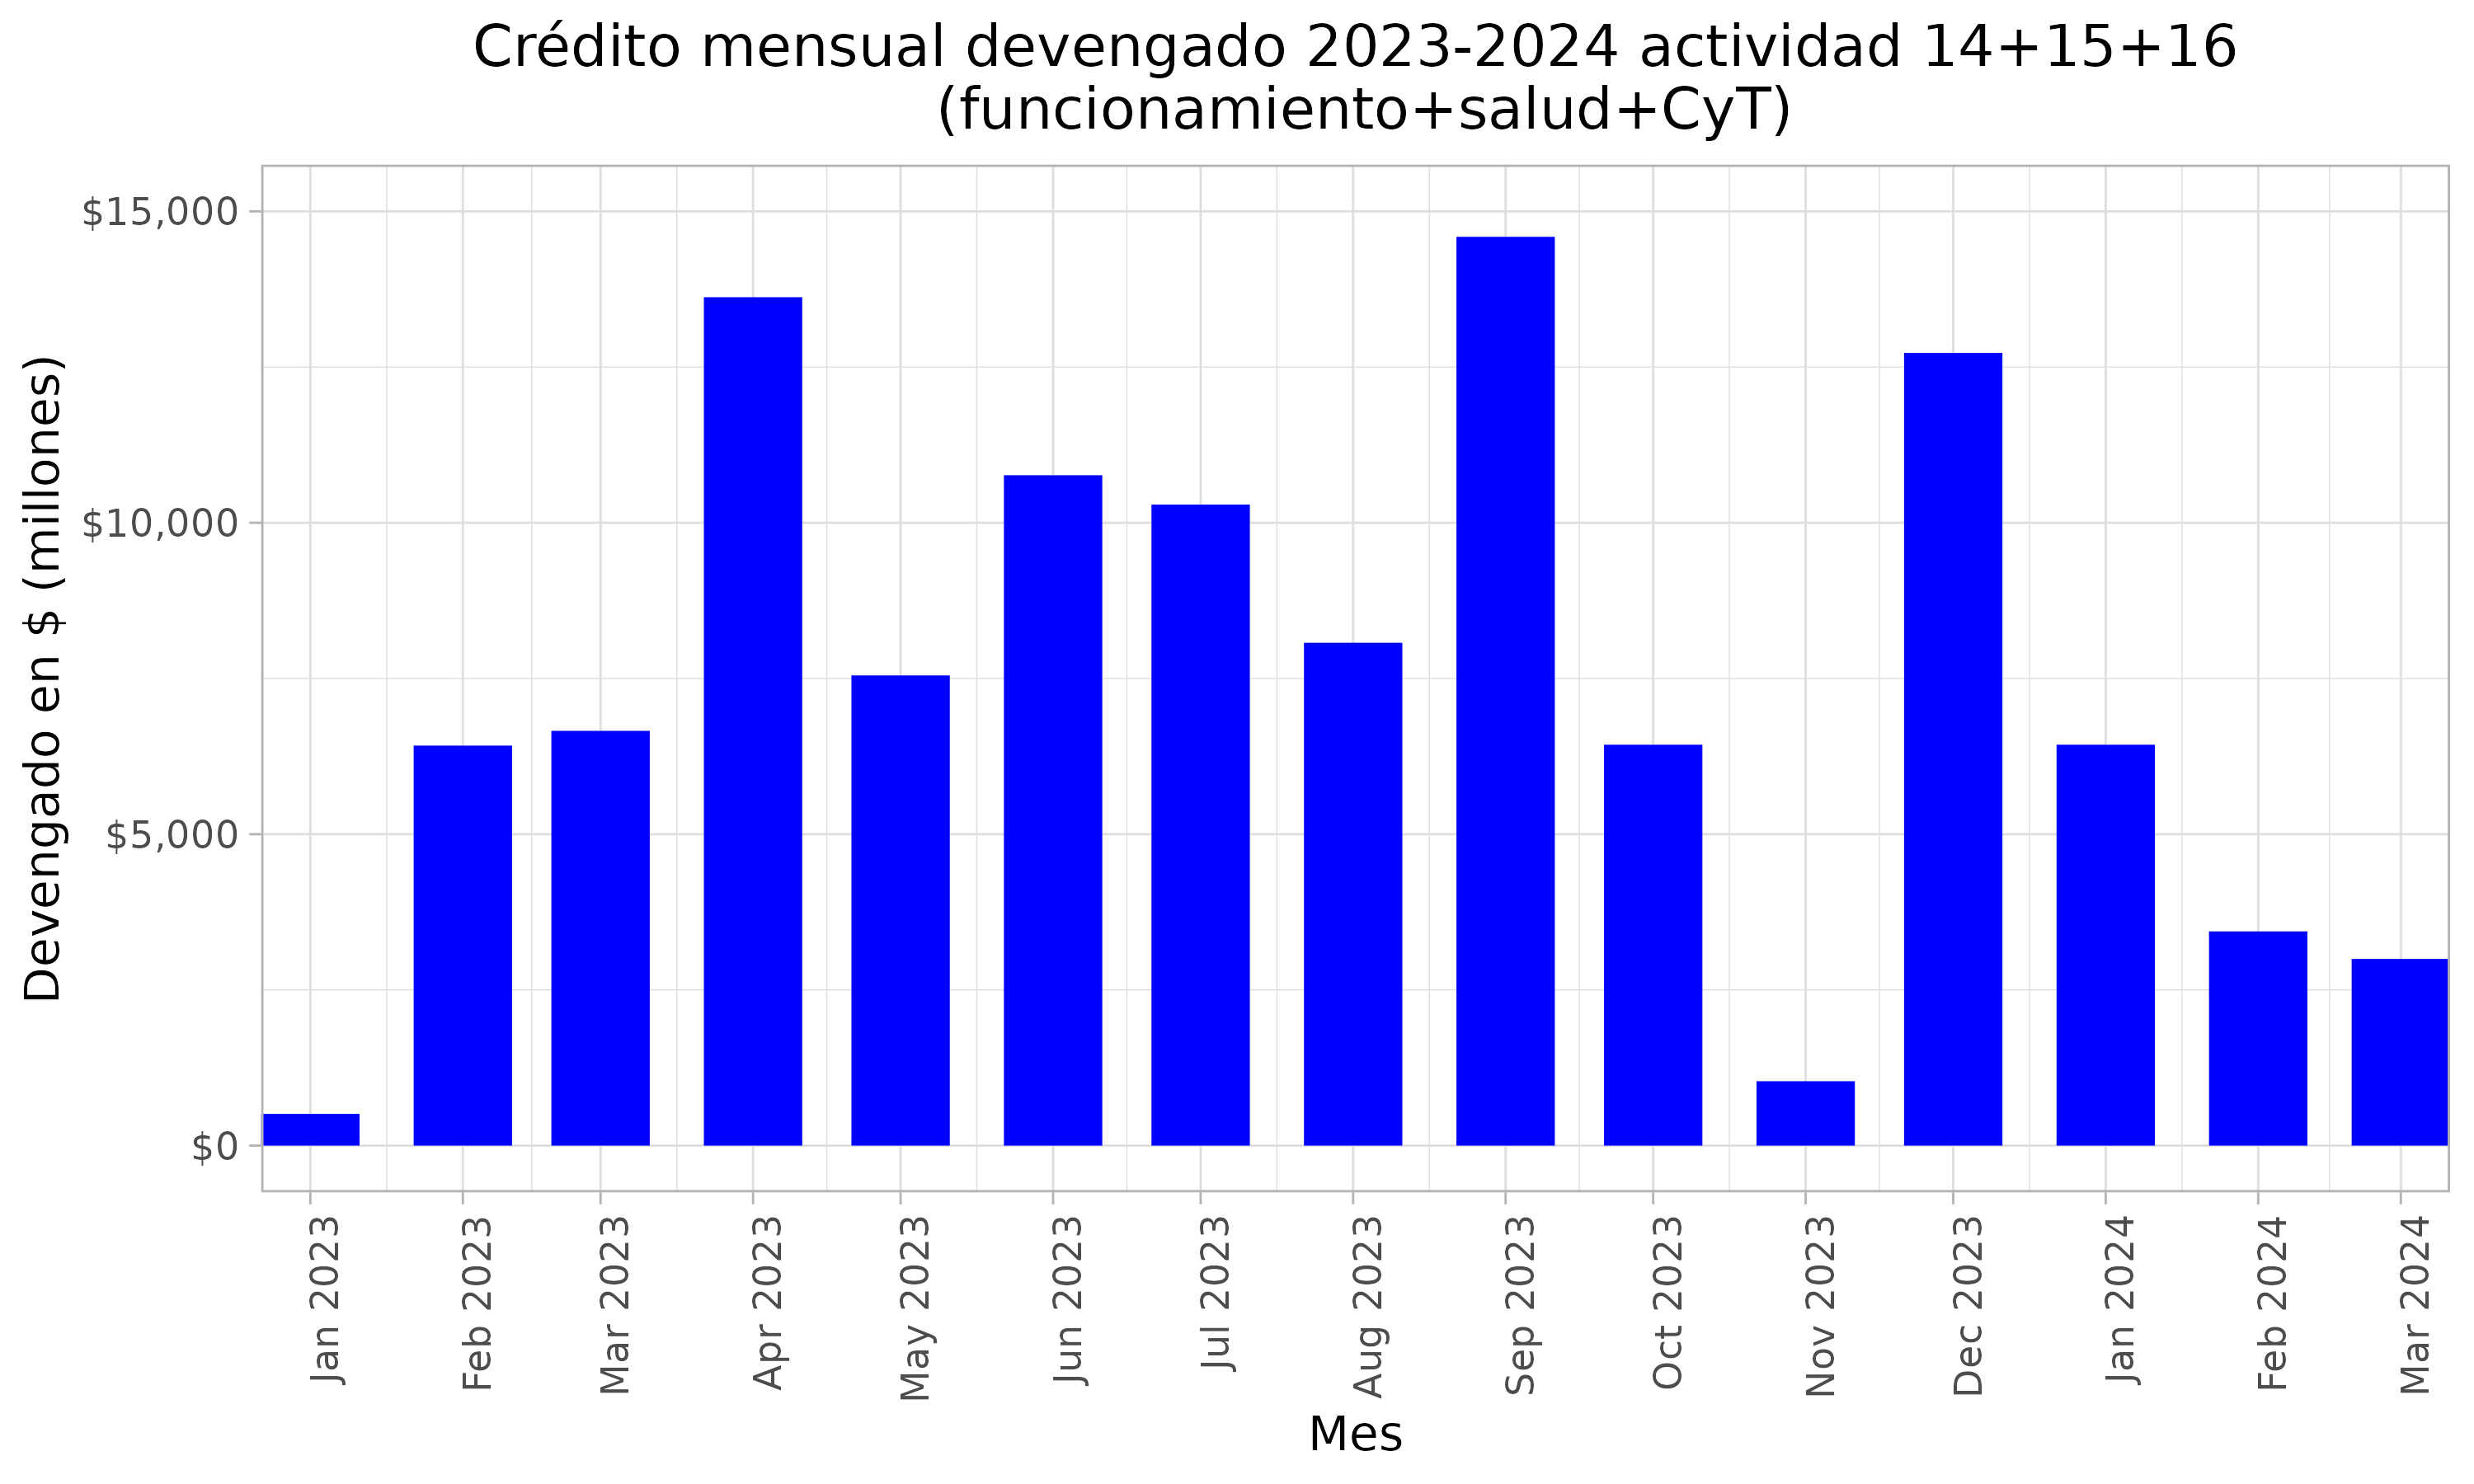 Crédito mensual devengado 2023-2024 actividad 14+15+16
(funcionamiento+salud+CyT)
Devengado en $ (millones)
$15,000
$10,000
$5,000
$0
Jan 2023
Feb 2023
Mar 2023
Apr 2023
May 2023
Jun 2023
Jul 2023
Aug 2023
Sep 2023
Oct 2023
Nov 2023
Dec 2023
Jan 2024
Feb 2024
Mar 2024
Mes